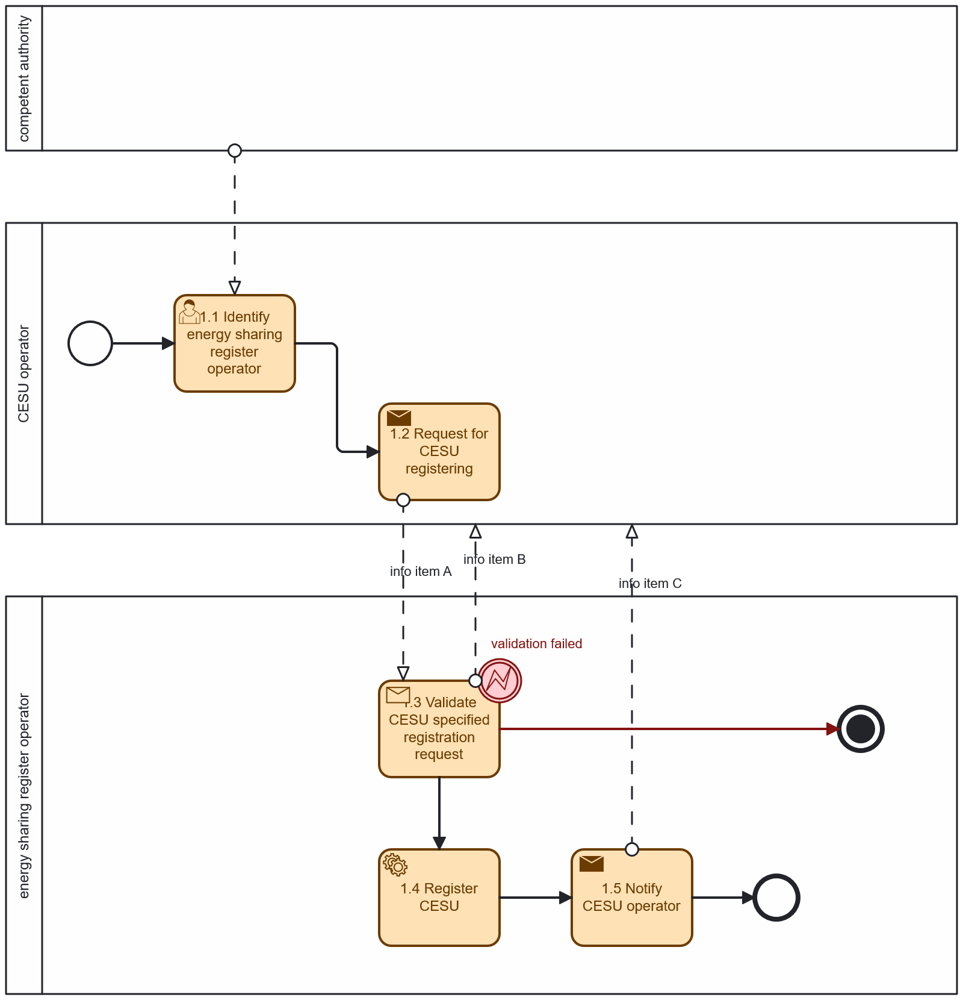 competent authority
CESU operator
1.1 Identify
energy sharing
register
operator
1.2 Request for
CESU
registering
info item A
info item B
info item C
energy sharing register operator
validation failed
1.3 Validate
CESU specified
registration
request
1.4 Register
CESU
1.5 Notify
CESU operator